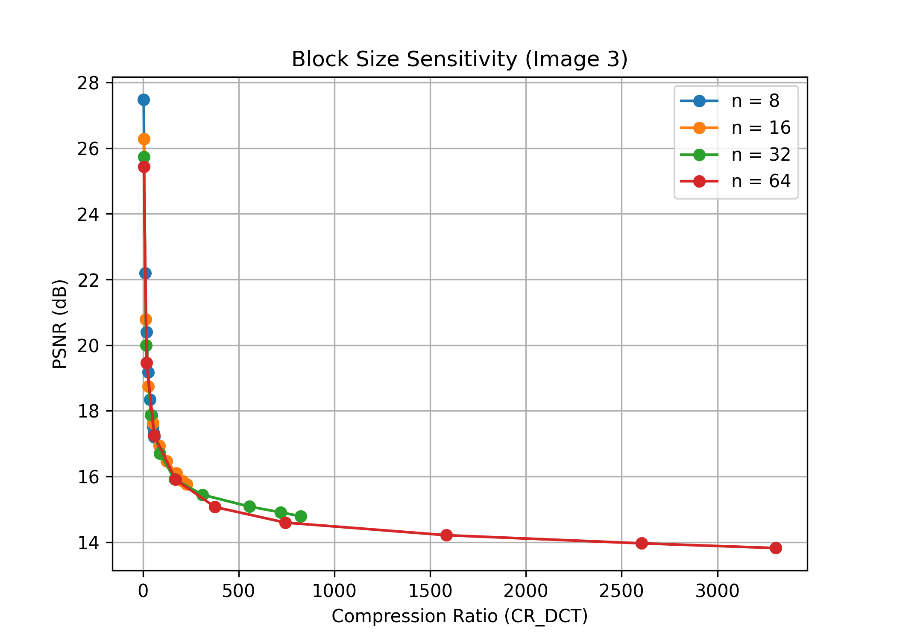 Block Size Sensitivity (Image 3)
28
26
24
22
20
18
16
14
PSNR (dB)
n = 8
n = 16
n = 32
n = 64
0
500
1000
1500
2000
2500
3000
Compression Ratio (CR_DCT)